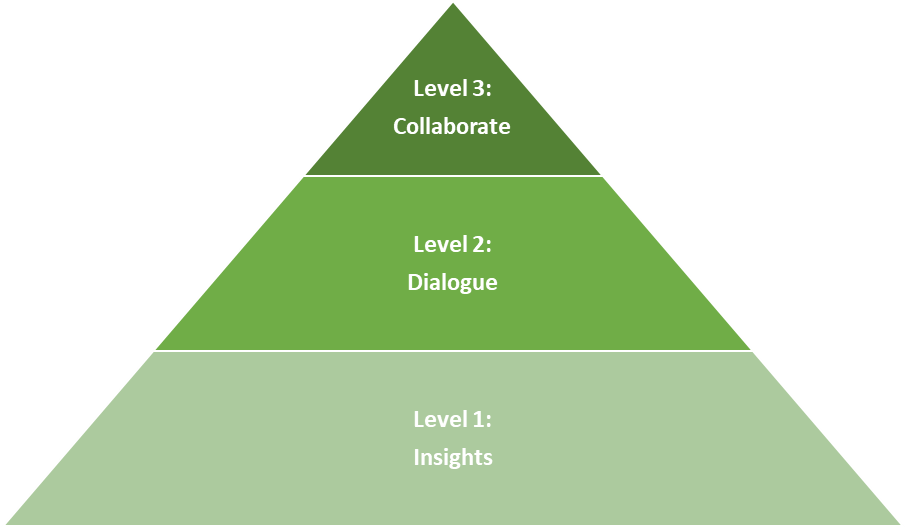 Level 3:
Collaborate
Level 2:
Dialogue
Level 1:
Insights